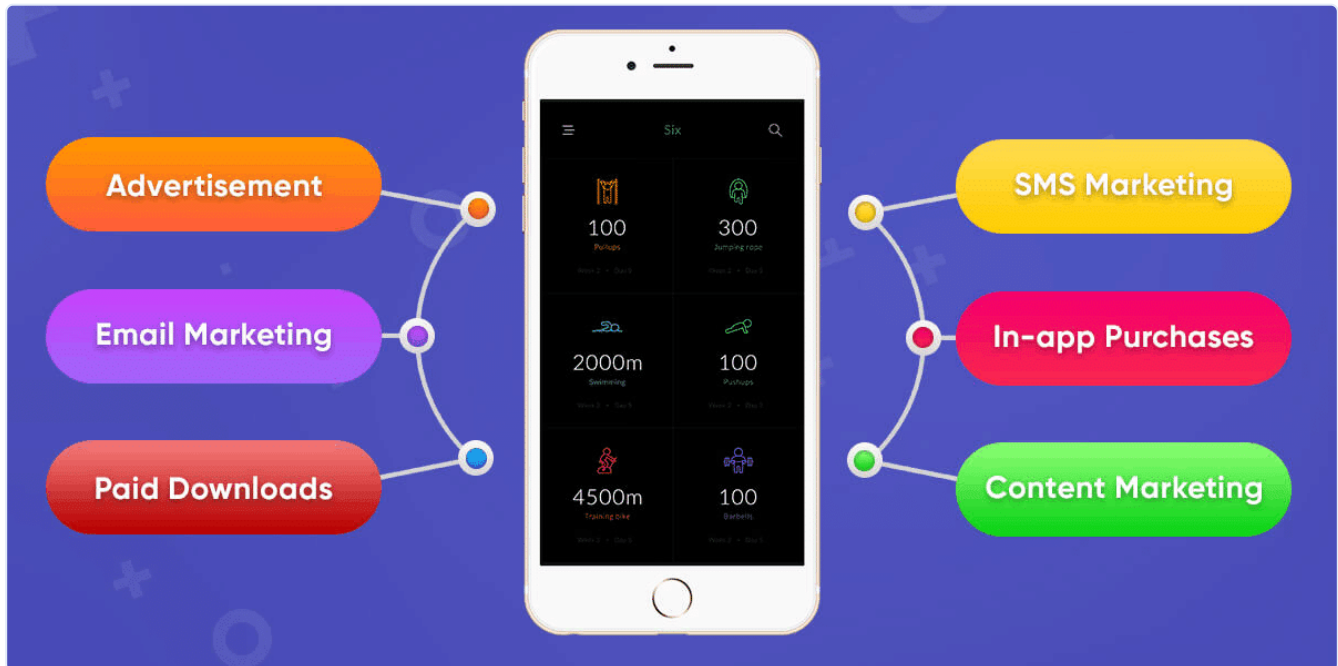 Advertisement
Email Marketing
Paid Downloads
Six
100
Pullups
300
Jumping rope
2000m
Swimming
100
Pushups
4500m
Training bike
100
Barbells
SMS Marketing
In-app Purchases
Content Marketing